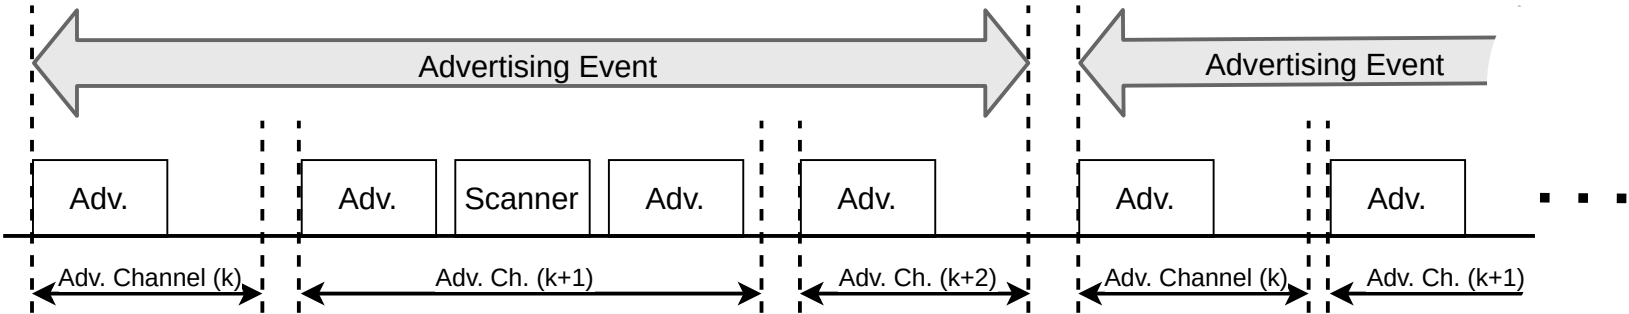 Advertising Event
Advertising Event
Adv.
Adv.
Scanner
Adv.
Adv.
Adv.
Adv.
Adv. Channel (k)
Adv. Ch. (k+1)
Adv. Ch. (k+2)
Adv. Channel (k)
Adv. Ch. (k+1)